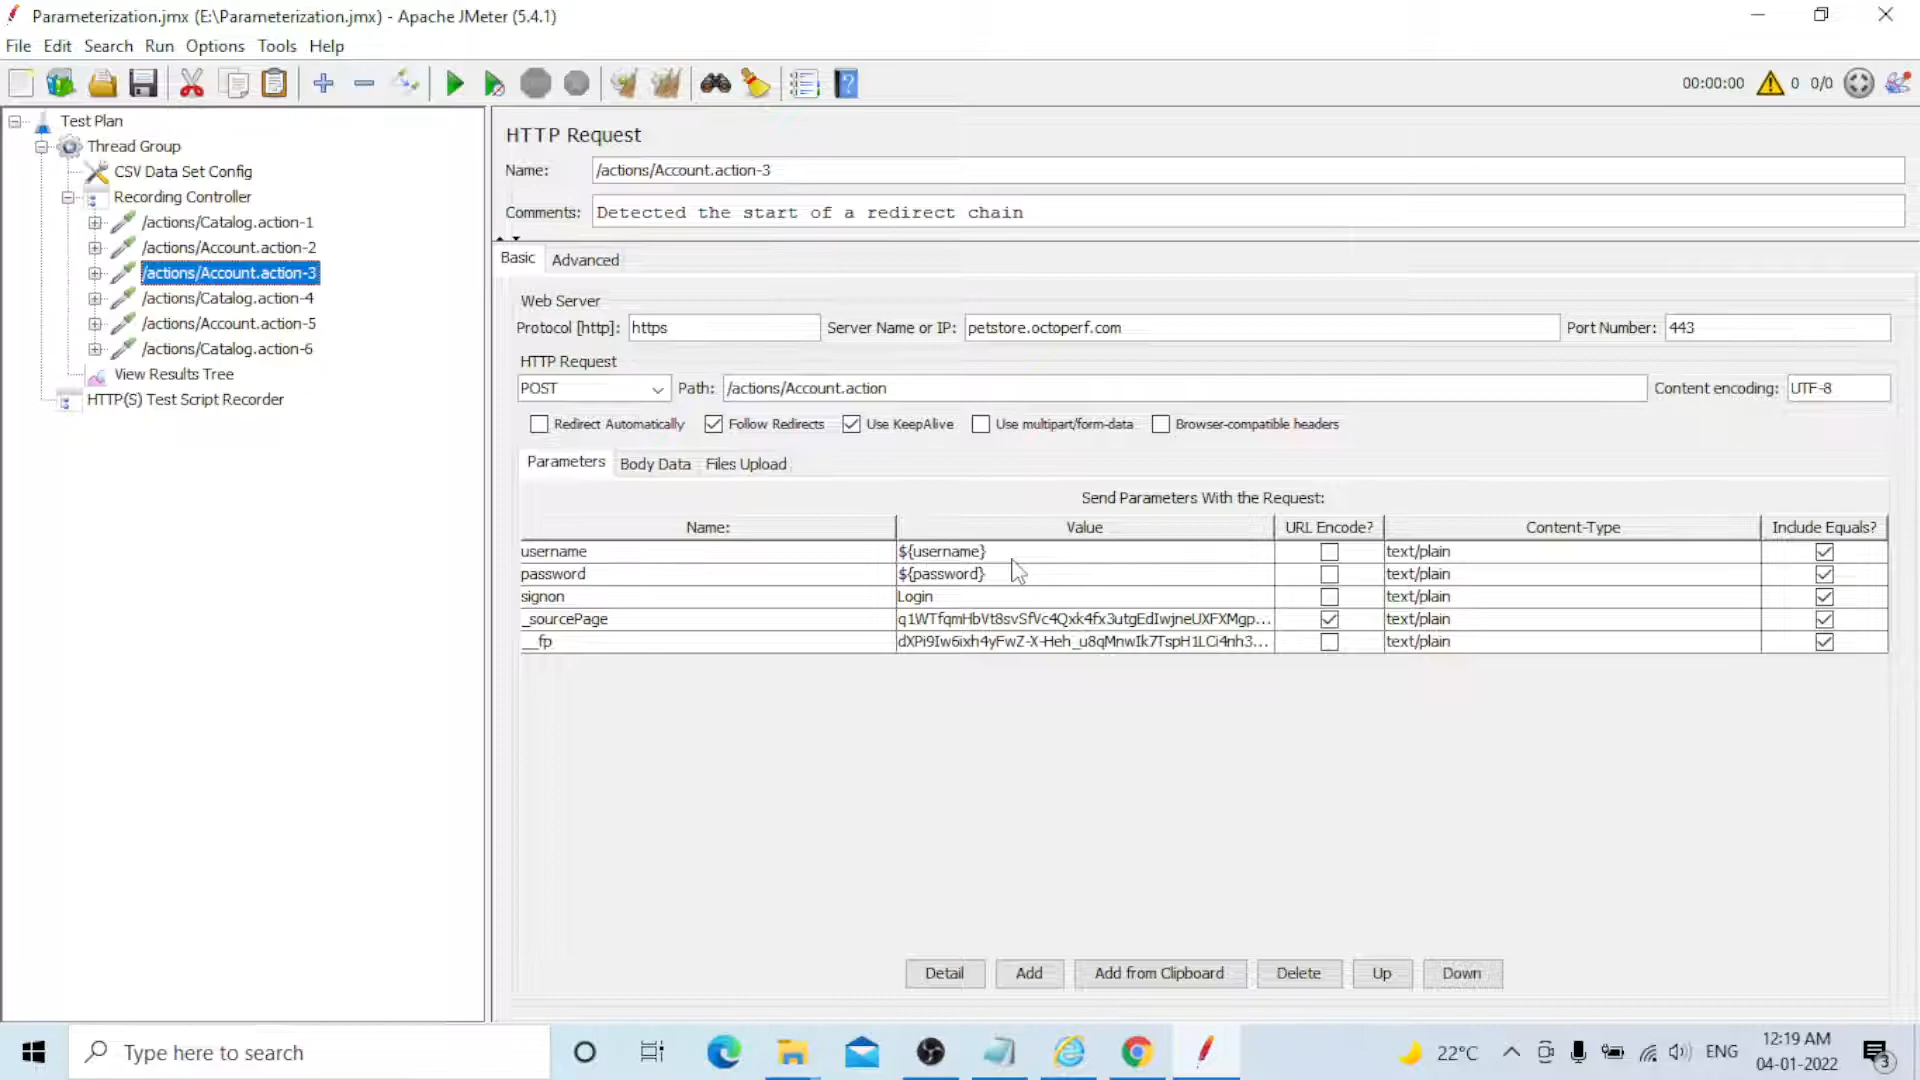 Parameterization.jmx (E:\Parameterization.jmx) - Apache JMeter (5.4.1)
File Edit Search Run Options Tools Help
00:00:00 0 0/0
Test Plan
Thread Group
CSV Data Set Config
Recording Controller
/actions/Catalog.action-1
/actions/Account.action-2
/actions/Account.action-3
/actions/Catalog.action-4
/actions/Account.action-5
/actions/Catalog.action-6
View Results Tree
HTTP(S) Test Script Recorder
HTTP Request
Name: /actions/Account.action-3
Comments: Detected the start of a redirect chain
Basic Advanced
Web Server
Protocol [http]: https Server Name or IP: petstore.octoperf.com Port Number: 443
HTTP Request
POST Path: /actions/Account.action Content encoding: UTF-8
Redirect Automatically Follow Redirects Use KeepAlive Use multipart/form-data Browser-compatible headers
Parameters Body Data Files Upload
Send Parameters With the Request:
Name: Value URL Encode? Content-Type Include Equals?
username ${username} text/plain
password ${password} text/plain
signon Login text/plain
_sourcePage q1WTfqmHbVt8svSfVc4Qxk4fx3utgEdIwjneUXFXMgp... text/plain
__fp dXPi9Iw6ixh4yFwZ-X-Heh_u8qMnwIk7TspH1LCi4nh3... text/plain
Detail Add Add from Clipboard Delete Up Down
Type here to search
22°C ENG
12:19 AM
04-01-2022
3